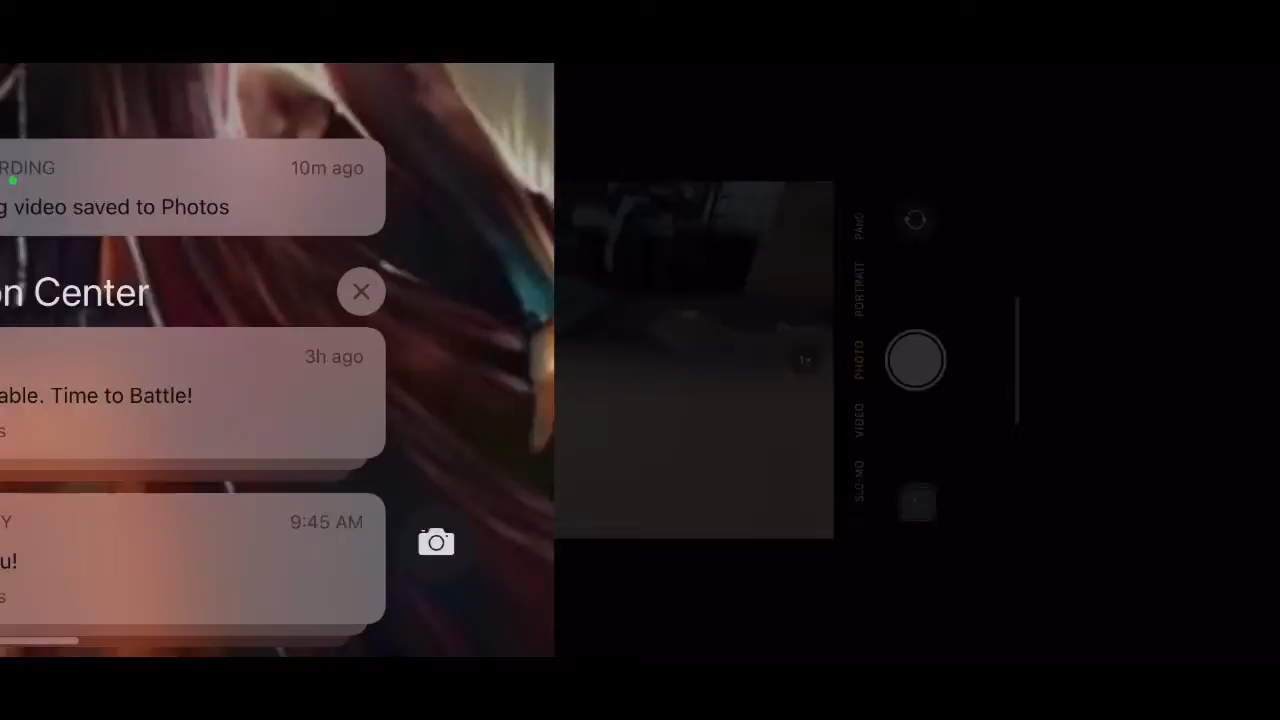 RDING 10m ago
g video saved to Photos
on Center
3h ago
able. Time to Battle!
s
Y 9:45 AM
u!
s
1×
PANO
PORTRAIT
PHOTO
VIDEO
SLO-MO